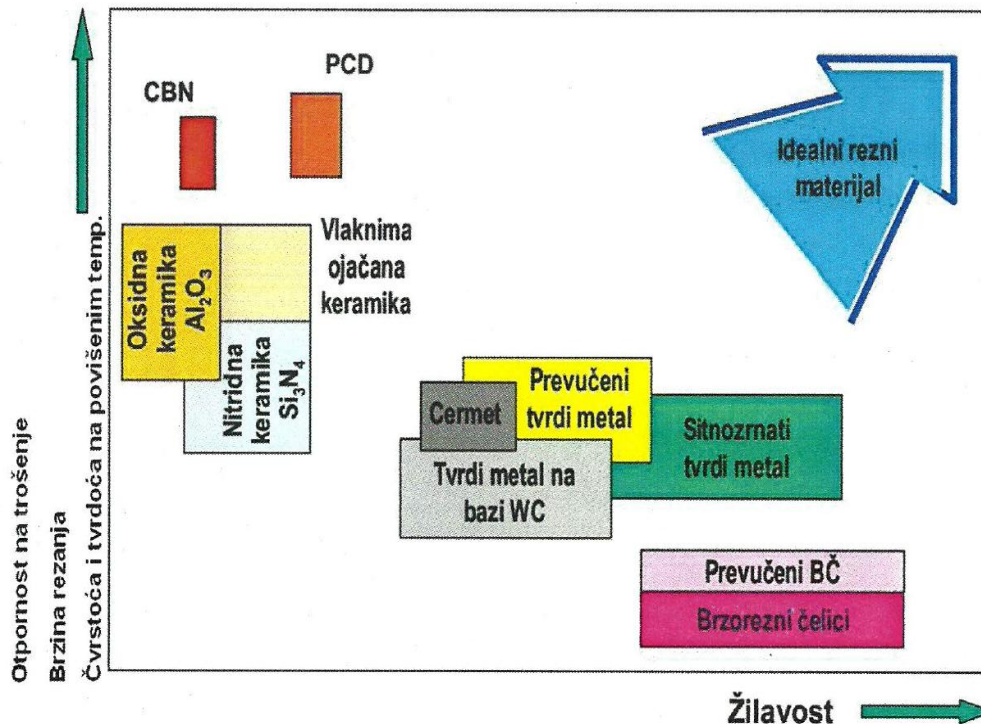 CBN
PCD
Idealni rezni
materijal
Oksidna
keramika
Al₂O₃
Vlaknima
ojačana
keramika
Nitridna
keramika
Si₃N₄
Prevučeni
tvrdi metal
Cermet
Sitnozrnati
tvrdi metal
Tvrdi metal na
bazi WC
Prevučeni BČ
Brzorezni čelici
Otpornost na trošenje
Brzina rezanja
Čvrstoća i tvrdoća na povišenim temp.
Žilavost